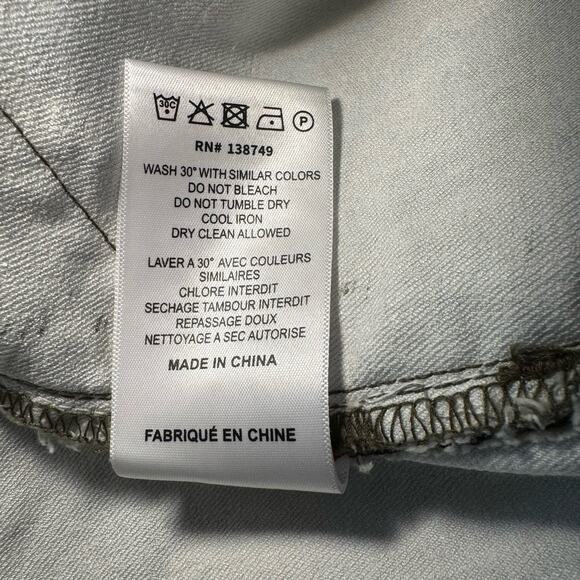 30C P
RN# 138749
WASH 30° WITH SIMILAR COLORS
DO NOT BLEACH
DO NOT TUMBLE DRY
COOL IRON
DRY CLEAN ALLOWED
LAVER A 30° AVEC COULEURS
SIMILAIRES
CHLORE INTERDIT
SECHAGE TAMBOUR INTERDIT
REPASSAGE DOUX
NETTOYAGE A SEC AUTORISE
MADE IN CHINA
FABRIQUÉ EN CHINE